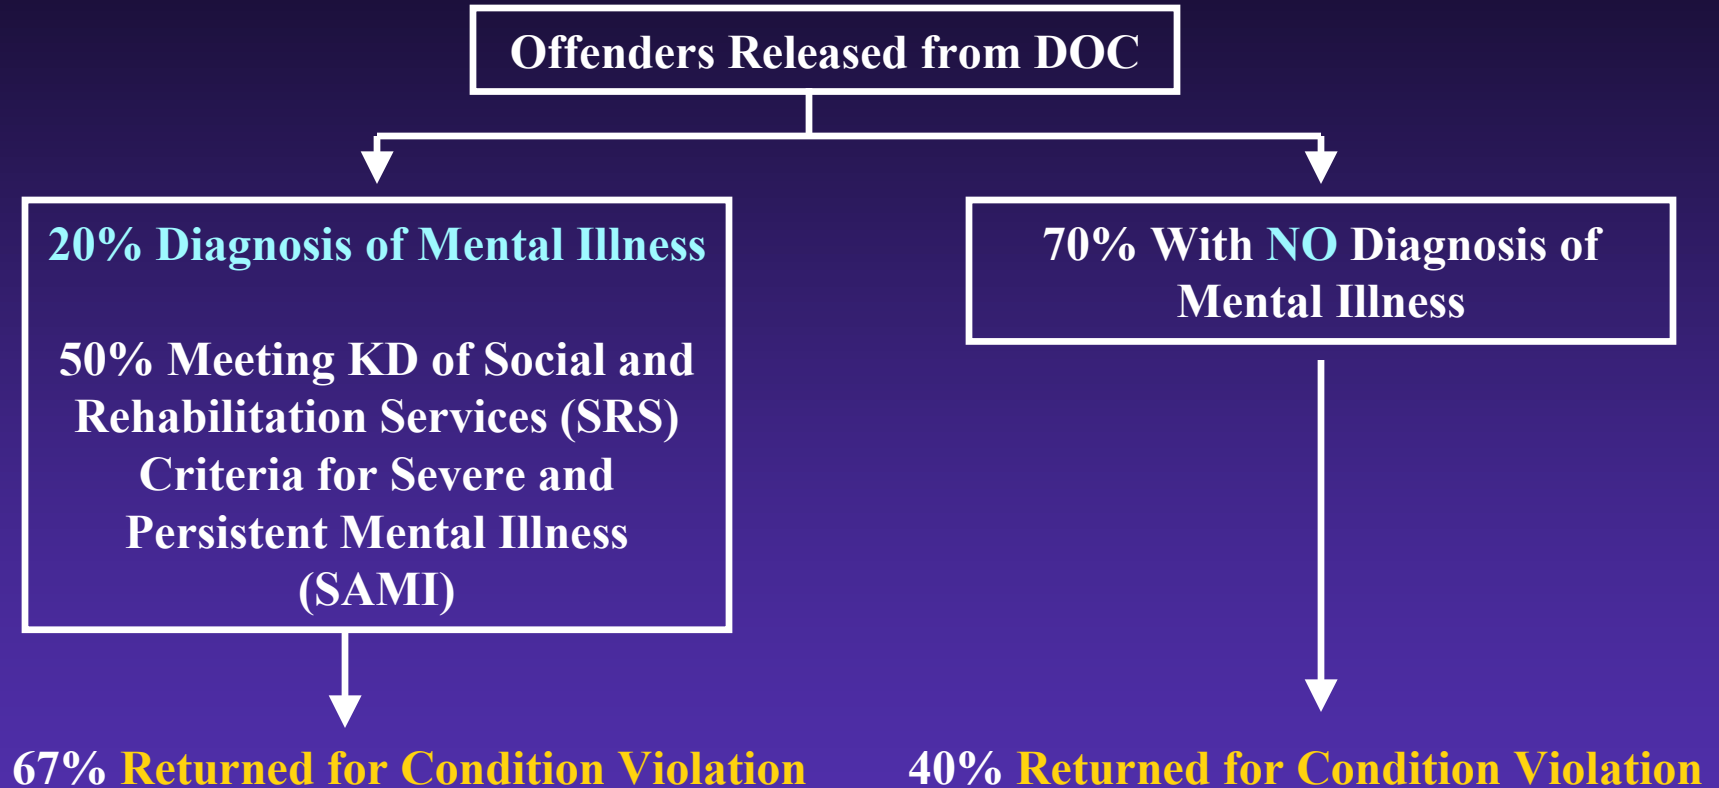 Offenders Released from DOC
20% Diagnosis of Mental Illness
50% Meeting KD of Social and
Rehabilitation Services (SRS)
Criteria for Severe and
Persistent Mental Illness
(SAMI)
70% With NO Diagnosis of
Mental Illness
67% Returned for Condition Violation
40% Returned for Condition Violation